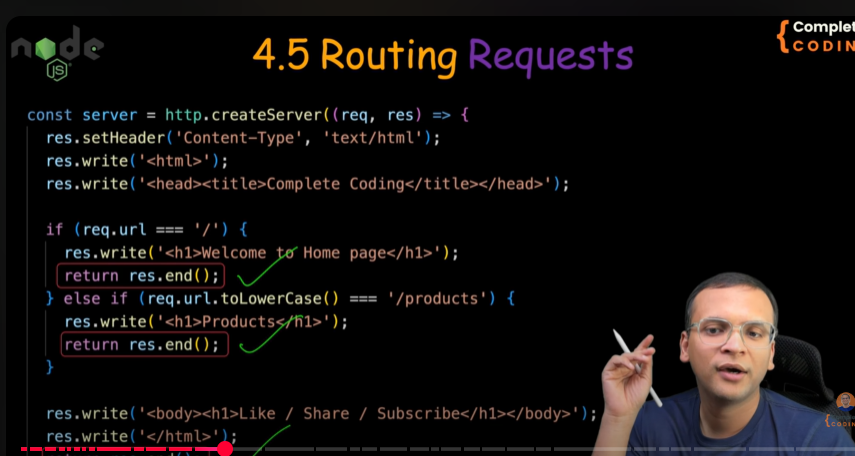 node
JS
4.5 Routing Requests
Complet
CODIN
const server = http.createServer((req, res) => {
res.setHeader('Content-Type', 'text/html');
res.write('<html>');
res.write('<head><title>Complete Coding</title></head>');
if (req.url === '/') {
res.write('<h1>Welcome to Home page</h1>');
return res.end();
} else if (req.url.toLowerCase() === '/products') {
res.write('<h1>Products</h1>');
return res.end();
}
res.write('<body><h1>Like / Share / Subscribe</h1></body>');
res.write('</html>');